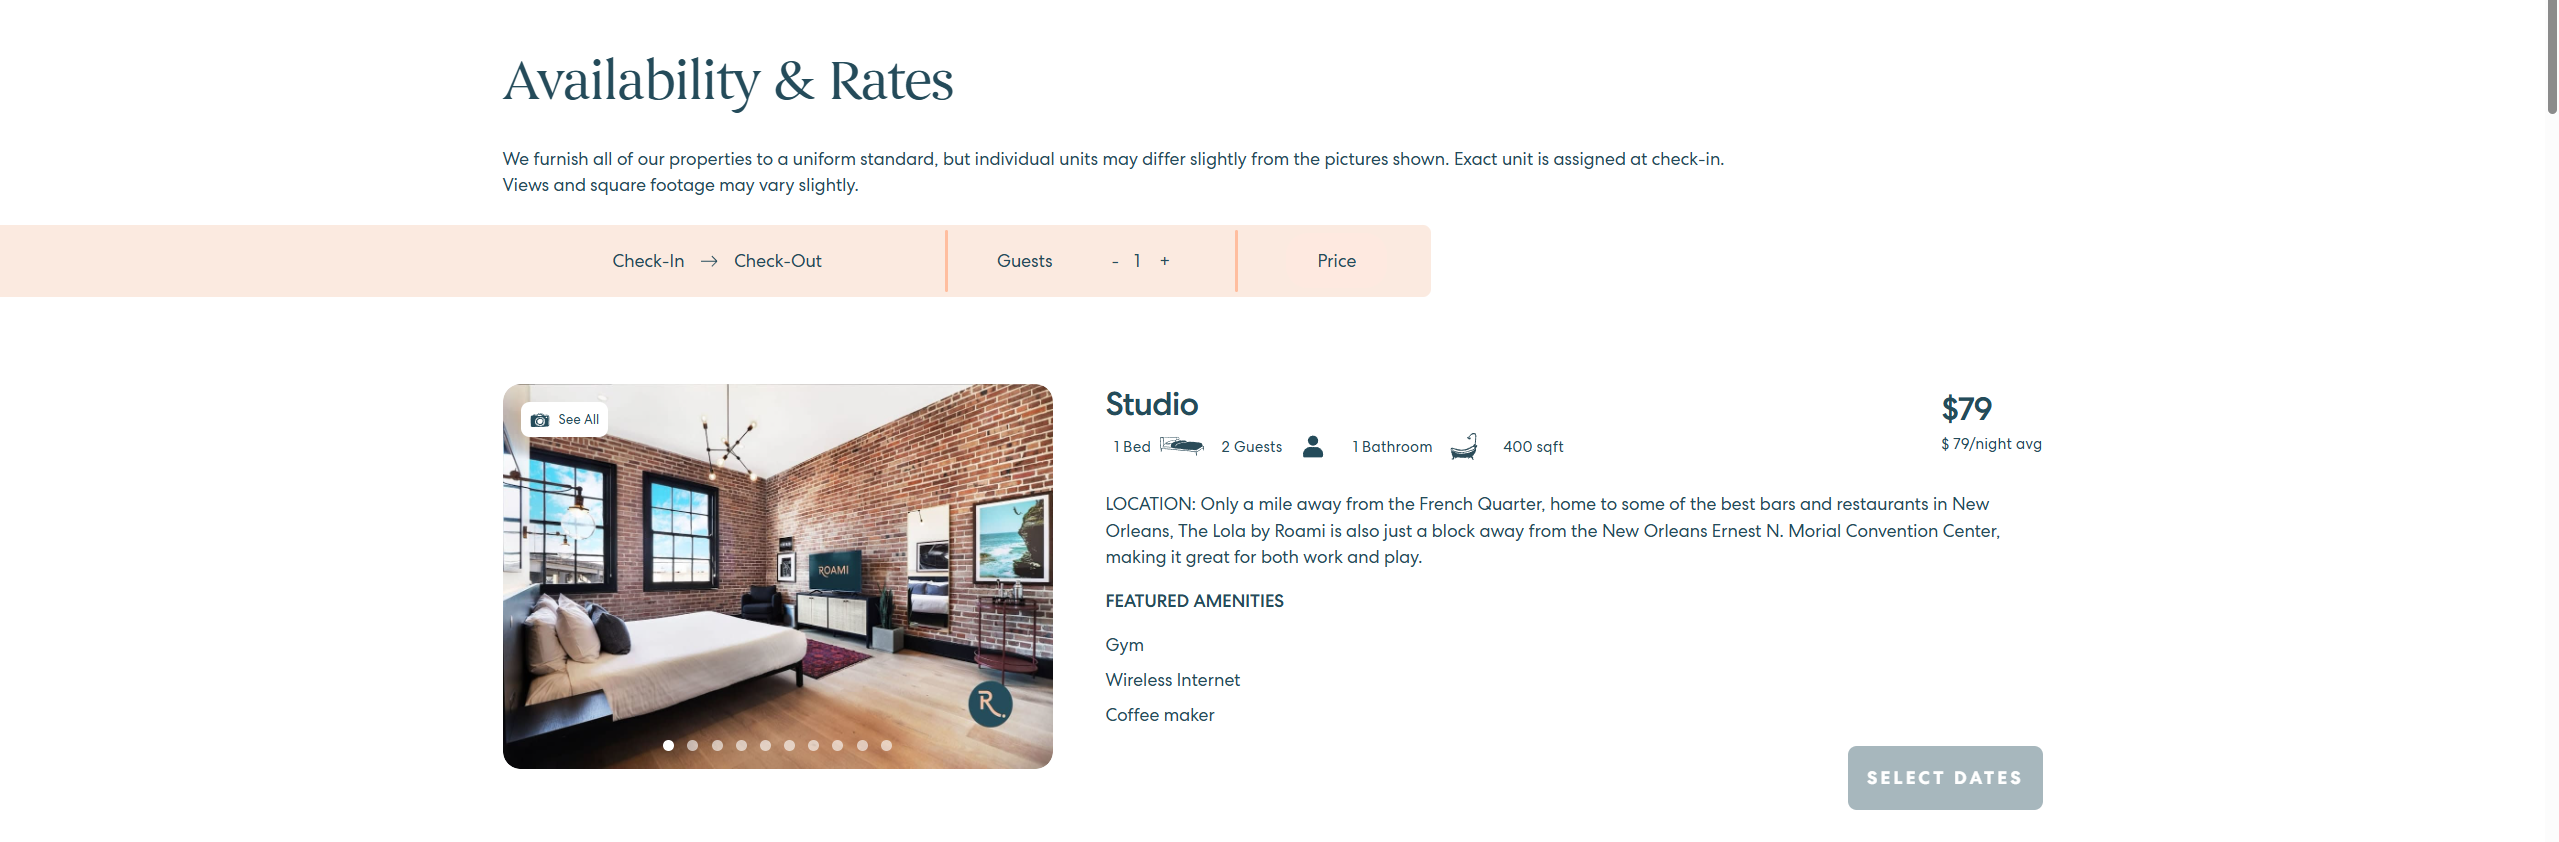 Availability & Rates
We furnish all of our properties to a uniform standard, but individual units may differ slightly from the pictures shown. Exact unit is assigned at check-in.
Views and square footage may vary slightly.
Check-In → Check-Out
Guests - 1 +
Price
See All
ROAMI
R.
Studio
1 Bed 2 Guests 1 Bathroom 400 sqft
$79
$ 79/night avg
LOCATION: Only a mile away from the French Quarter, home to some of the best bars and restaurants in New
Orleans, The Lola by Roami is also just a block away from the New Orleans Ernest N. Morial Convention Center,
making it great for both work and play.
FEATURED AMENITIES
Gym
Wireless Internet
Coffee maker
SELECT DATES